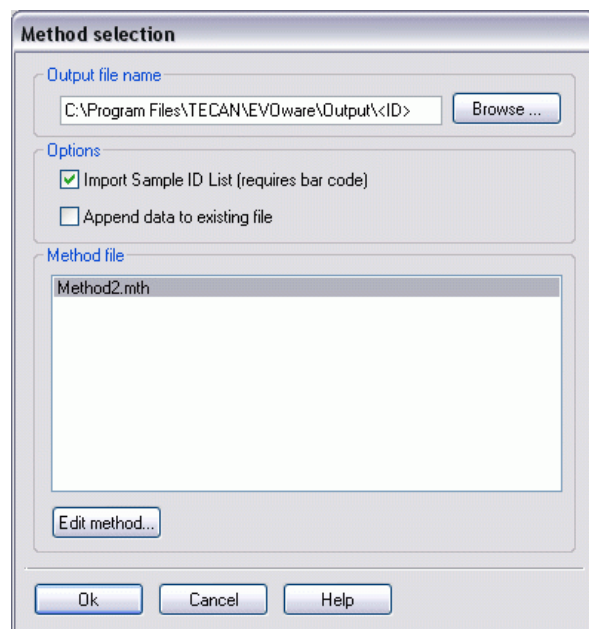 Method selection
Output file name
C:\Program Files\TECAN\EVOware\Output\<ID>
Browse ...
Options
Import Sample ID List (requires bar code)
Append data to existing file
Method file
Method2.mth
Edit method...
Ok
Cancel
Help